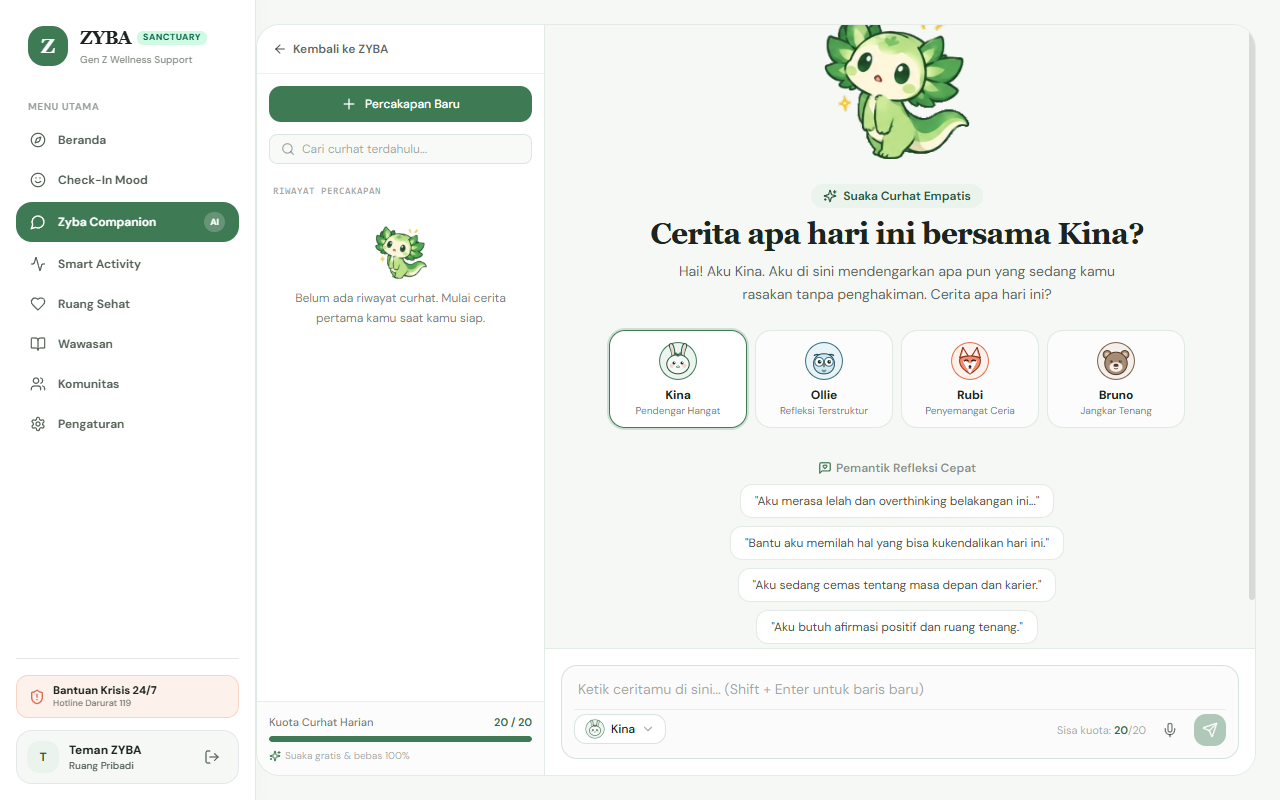 Z
ZYBA SANCTUARY
Gen Z Wellness Support
MENU UTAMA
Beranda
Check-In Mood
Zyba Companion AI
Smart Activity
Ruang Sehat
Wawasan
Komunitas
Pengaturan
Bantuan Krisis 24/7
Hotline Darurat 119
T
Teman ZYBA
Ruang Pribadi
Kembali ke ZYBA
Percakapan Baru
Cari curhat terdahulu...
RIWAYAT PERCAKAPAN
Belum ada riwayat curhat. Mulai cerita
pertama kamu saat kamu siap.
Kuota Curhat Harian 20 / 20
Suaka gratis & bebas 100%
Suaka Curhat Empatis
Cerita apa hari ini bersama Kina?
Hai! Aku Kina. Aku di sini mendengarkan apa pun yang sedang kamu
rasakan tanpa penghakiman. Cerita apa hari ini?
Kina
Pendengar Hangat
Ollie
Refleksi Terstruktur
Rubi
Penyemangat Ceria
Bruno
Jangkar Tenang
Pemantik Refleksi Cepat
"Aku merasa lelah dan overthinking belakangan ini..."
"Bantu aku memilah hal yang bisa kukendalikan hari ini."
"Aku sedang cemas tentang masa depan dan karier."
"Aku butuh afirmasi positif dan ruang tenang."
Ketik ceritamu di sini... (Shift + Enter untuk baris baru)
Kina
Sisa kuota: 20/20